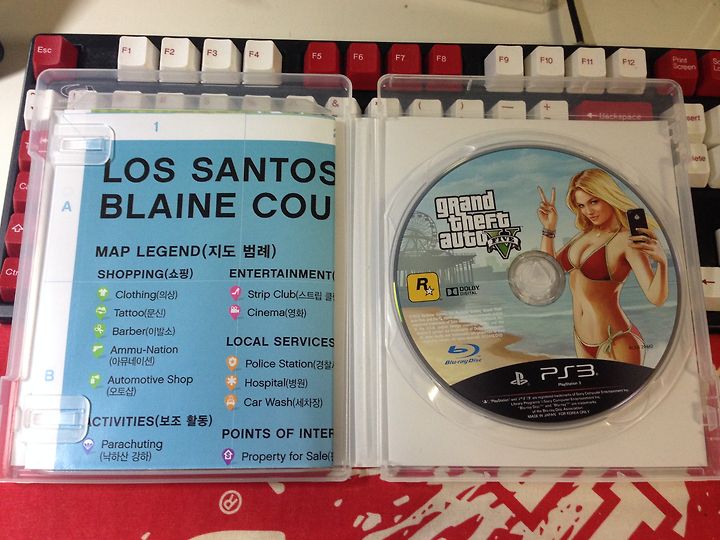 Esc
F1
F2
F3
F4
F5
F6
F7
F8
F9
F10
F11
F12
Print
Screen
&
(
)
Backspace
1
LOS SANTOS
A
BLAINE COU
MAP LEGEND(지도 범례)
SHOPPING(쇼핑)
Clothing(의상)
Tattoo(문신)
Barber(이발소)
Ammu-Nation
(아뮤네이션)
B
Automotive Shop
(오토샵)
ACTIVITIES(보조 활동)
Parachuting
(낙하산 강하)
ENTERTAINMENT(
Strip Club(스트립 클
Cinema(영화)
LOCAL SERVICES
Police Station(경찰서
Hospital(병원)
Car Wash(세차장)
POINTS OF INTER
Property for Sale(
grand
theft
auto
V
FIVE
R
DOLBY
DIGITAL
Blu-ray Disc
PS3
PlayStation 3
MADE IN JAPAN FOR KOREA ONLY